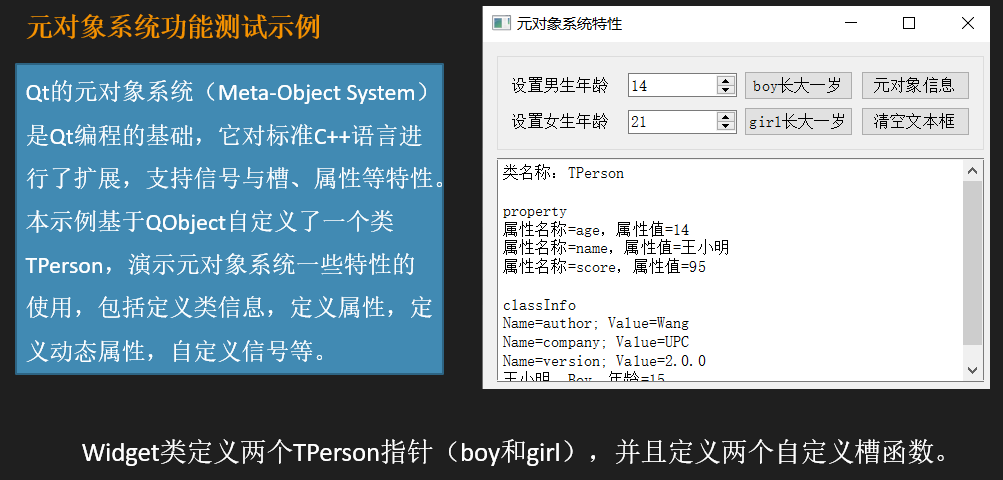 元对象系统功能测试示例
Qt的元对象系统（Meta-Object System）
是Qt编程的基础，它对标准C++语言进
行了扩展，支持信号与槽、属性等特性。
本示例基于QObject自定义了一个类
TPerson，演示元对象系统一些特性的
使用，包括定义类信息，定义属性，定
义动态属性，自定义信号等。
元对象系统特性
设置男生年龄 14 boy长大一岁 元对象信息
设置女生年龄 21 girl长大一岁 清空文本框
类名称：TPerson
property
属性名称=age，属性值=14
属性名称=name，属性值=王小明
属性名称=score，属性值=95
classInfo
Name=author; Value=Wang
Name=company; Value=UPC
Name=version; Value=2.0.0
王小明，Boy，年龄=15
Widget类定义两个TPerson指针（boy和girl），并且定义两个自定义槽函数。